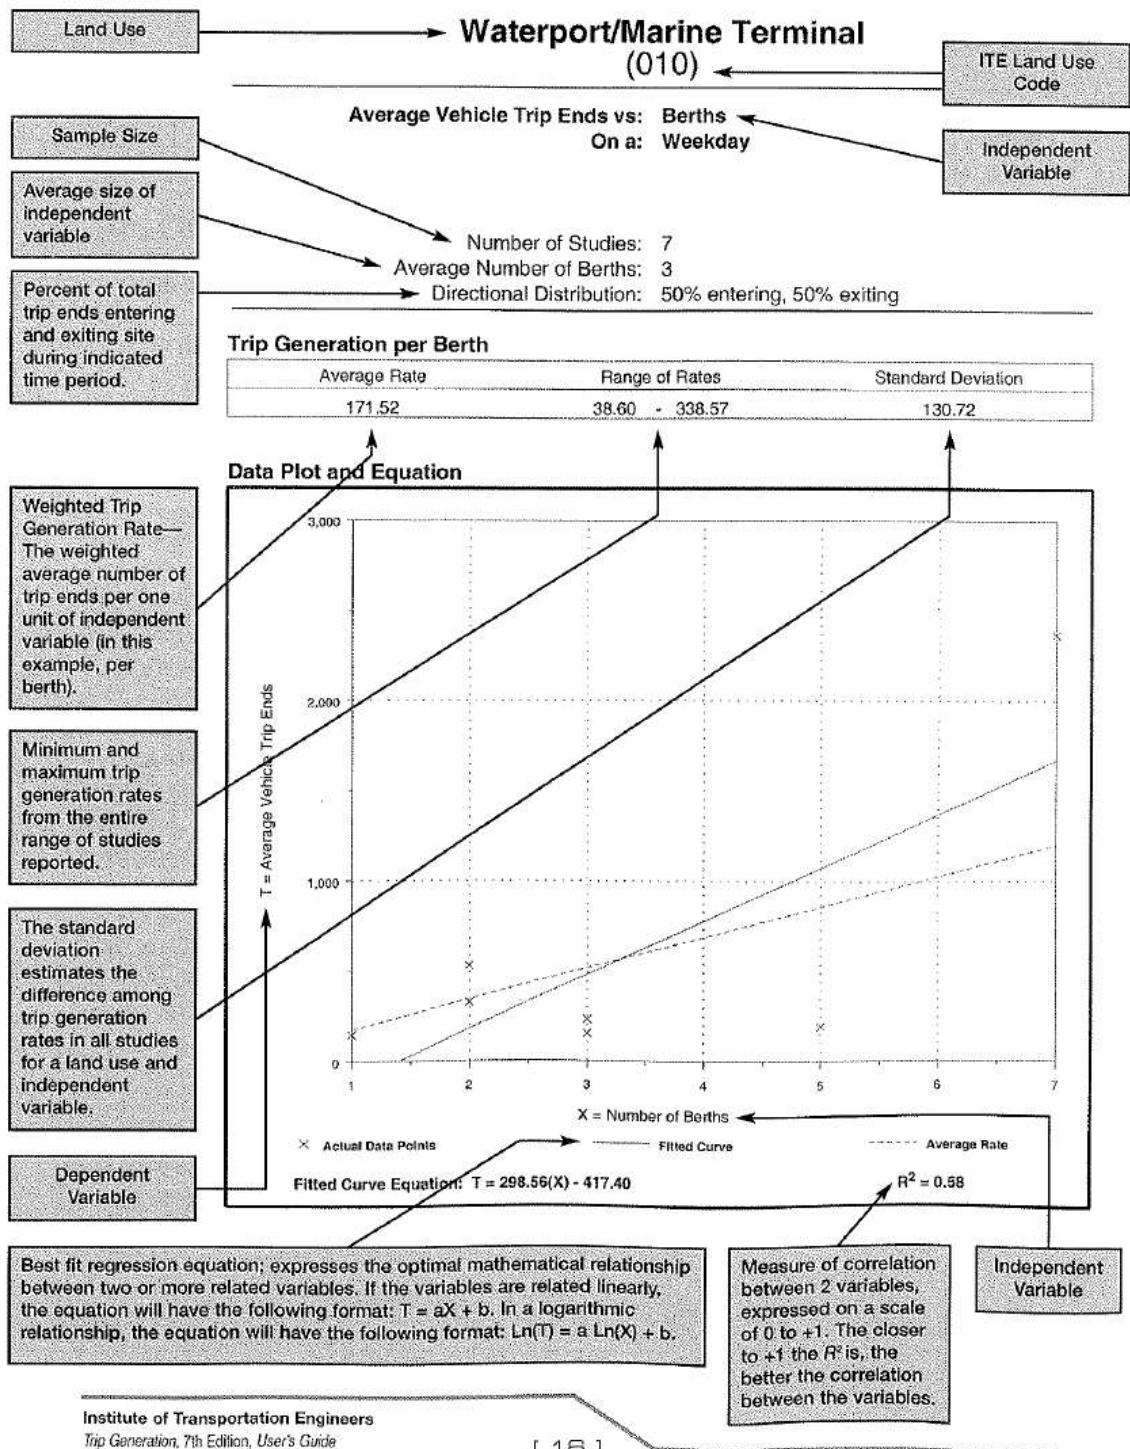 Land Use
Waterport/Marine Terminal
(010)
ITE Land Use
Code
Average Vehicle Trip Ends vs: Berths
On a: Weekday
Sample Size
Independent
Variable
Average size of
independent
variable
Number of Studies: 7
Average Number of Berths: 3
Directional Distribution: 50% entering, 50% exiting
Percent of total
trip ends entering
and exiting site
during indicated
time period.
Trip Generation per Berth
Average Rate Range of Rates Standard Deviation
171.52 38.60 - 338.57 130.72
Data Plot and Equation
Weighted Trip
Generation Rate—
The weighted
average number of
trip ends per one
unit of independent
variable (in this
example, per
berth).
Minimum and
maximum trip
generation rates
from the entire
range of studies
reported.
The standard
deviation
estimates the
difference among
trip generation
rates in all studies
for a land use and
independent
variable.
Dependent
Variable
T = Average Vehicle Trip Ends
3,000
2,000
1,000
0
1 2 3 4 5 6 7
X = Number of Berths
× Actual Data Points Fitted Curve Average Rate
Fitted Curve Equation: T = 298.56(X) - 417.40 R² = 0.58
Best fit regression equation; expresses the optimal mathematical relationship
between two or more related variables. If the variables are related linearly,
the equation will have the following format: T = aX + b. In a logarithmic
relationship, the equation will have the following format: Ln(T) = a Ln(X) + b.
Measure of correlation
between 2 variables,
expressed on a scale
of 0 to +1. The closer
to +1 the R² is, the
better the correlation
between the variables.
Independent
Variable
Institute of Transportation Engineers
Trip Generation, 7th Edition, User's Guide